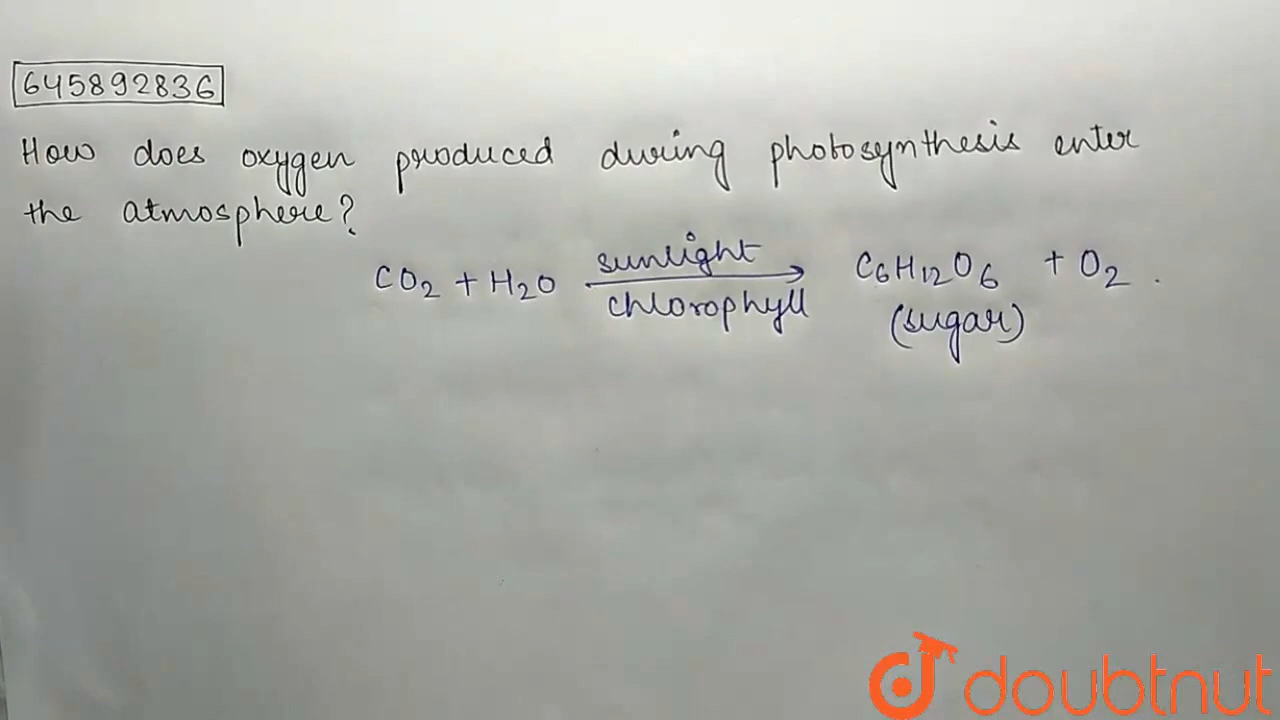 645892836
How does oxygen produced during photosynthesis enter
the atmosphere?
CO2 + H2O sunlight chlorophyll C6H12O6 + O2 .
(sugar)
doubtnut